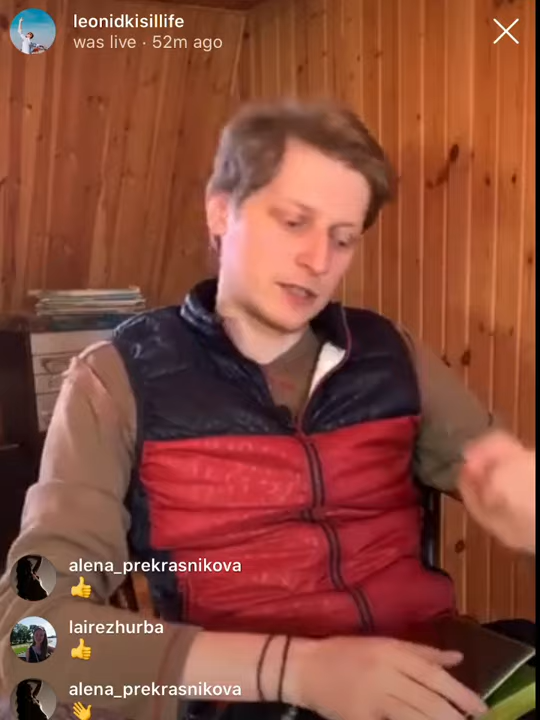 leonidkisillife
was live · 52m ago
alena_prekrasnikova
👍
lairezhurba
👍
alena_prekrasnikova
👋